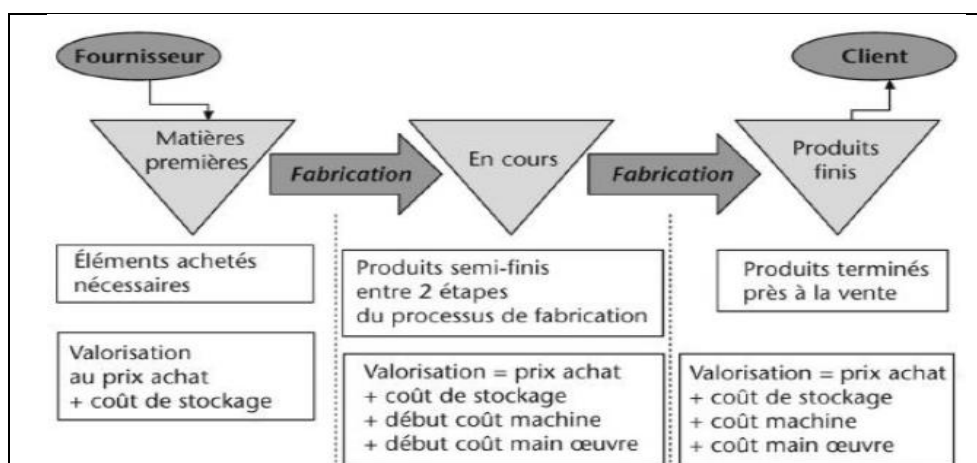 Fournisseur
Client
Matières
premières
Fabrication
En cours
Fabrication
Produits
finis
Éléments achetés
nécessaires
Produits semi-finis
entre 2 étapes
du processus de fabrication
Produits terminés
près à la vente
Valorisation
au prix achat
+ coût de stockage
Valorisation = prix achat
+ coût de stockage
+ début coût machine
+ début coût main œuvre
Valorisation = prix achat
+ coût de stockage
+ coût machine
+ coût main œuvre